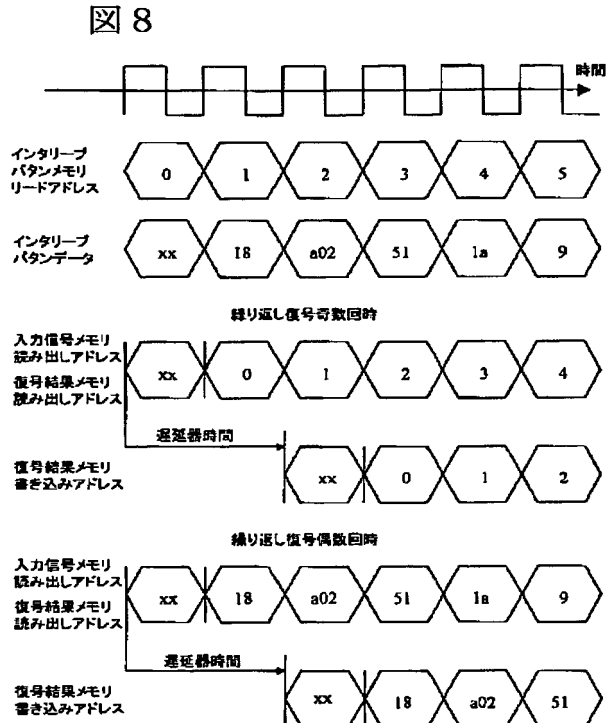 図8
時間
インタリーブ
パタンメモリ
リードアドレス
0 1 2 3 4 5
インタリーブ
パタンデータ
xx 18 a02 51 1a 9
繰り返し復号奇数回時
入力信号メモリ
読み出しアドレス
復号結果メモリ
読み出しアドレス
xx 0 1 2 3 4
遅延器時間
復号結果メモリ
書き込みアドレス
xx 0 1 2
繰り返し復号偶数回時
入力信号メモリ
読み出しアドレス
復号結果メモリ
読み出しアドレス
xx 18 a02 51 1a 9
遅延器時間
復号結果メモリ
書き込みアドレス
xx 18 a02 51